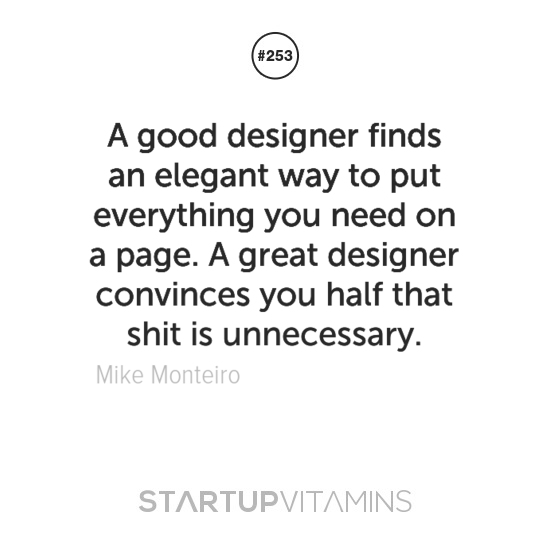 #253
A good designer finds
an elegant way to put
everything you need on
a page. A great designer
convinces you half that
shit is unnecessary.
Mike Monteiro
STARTUPVITAMINS